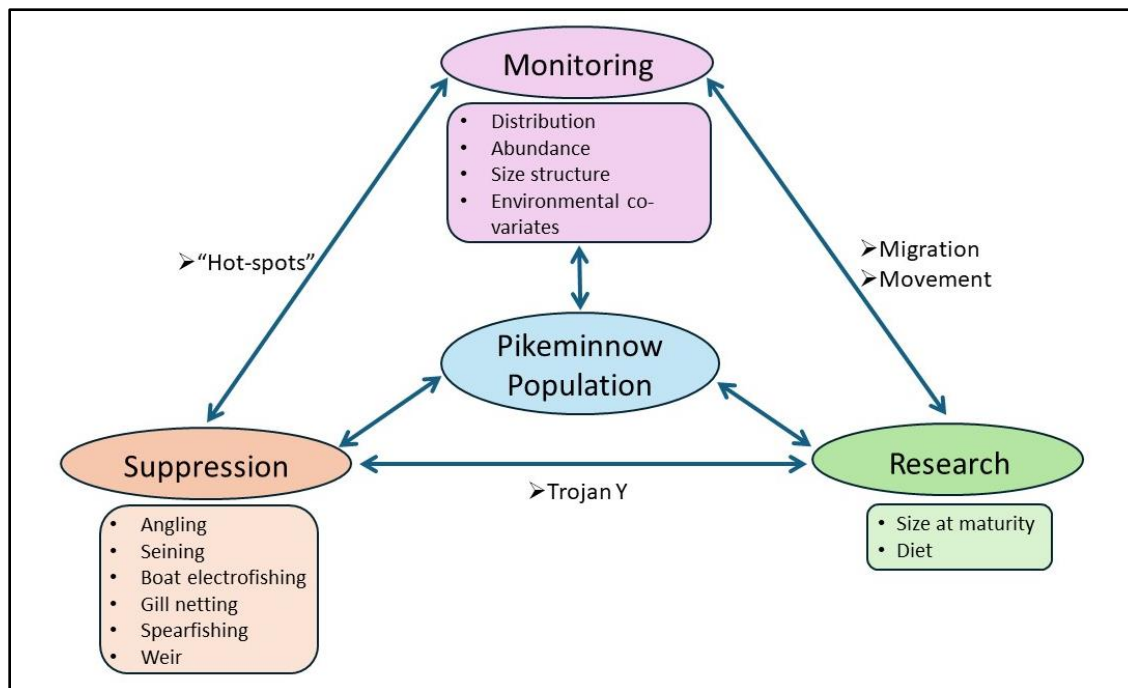 Monitoring
• Distribution
• Abundance
• Size structure
• Environmental co-
variates
➢"Hot-spots"
➢Migration
➢Movement
Pikeminnow
Population
Suppression
Research
➢Trojan Y
• Angling
• Seining
• Boat electrofishing
• Gill netting
• Spearfishing
• Weir
• Size at maturity
• Diet